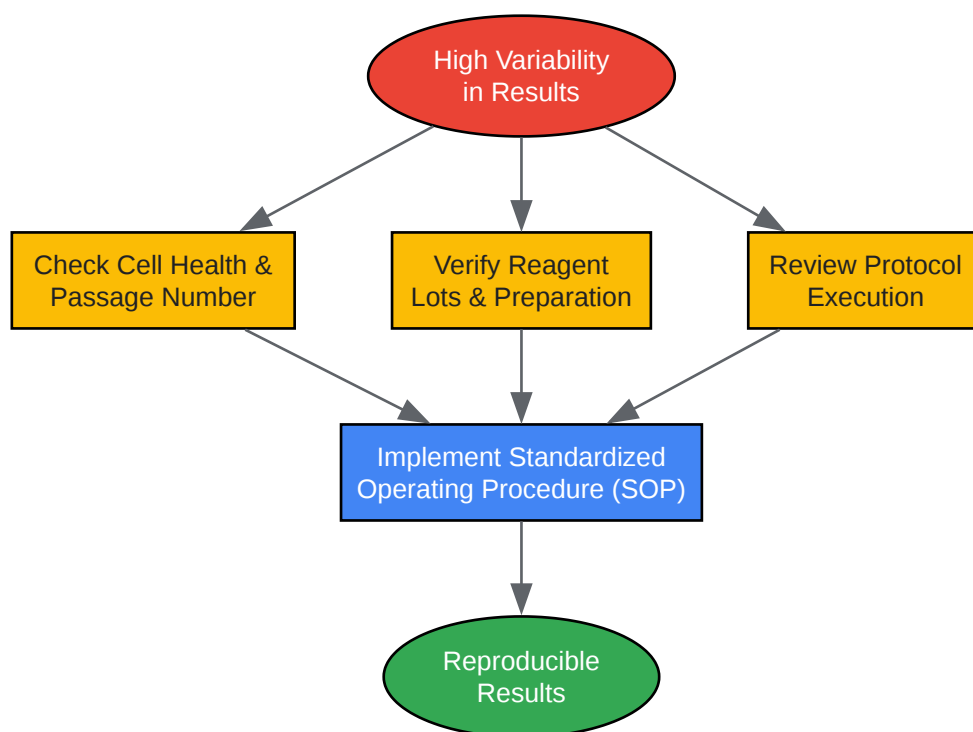 High Variability
in Results
Check Cell Health &
Passage Number
Verify Reagent
Lots & Preparation
Review Protocol
Execution
Implement Standardized
Operating Procedure (SOP)
Reproducible
Results